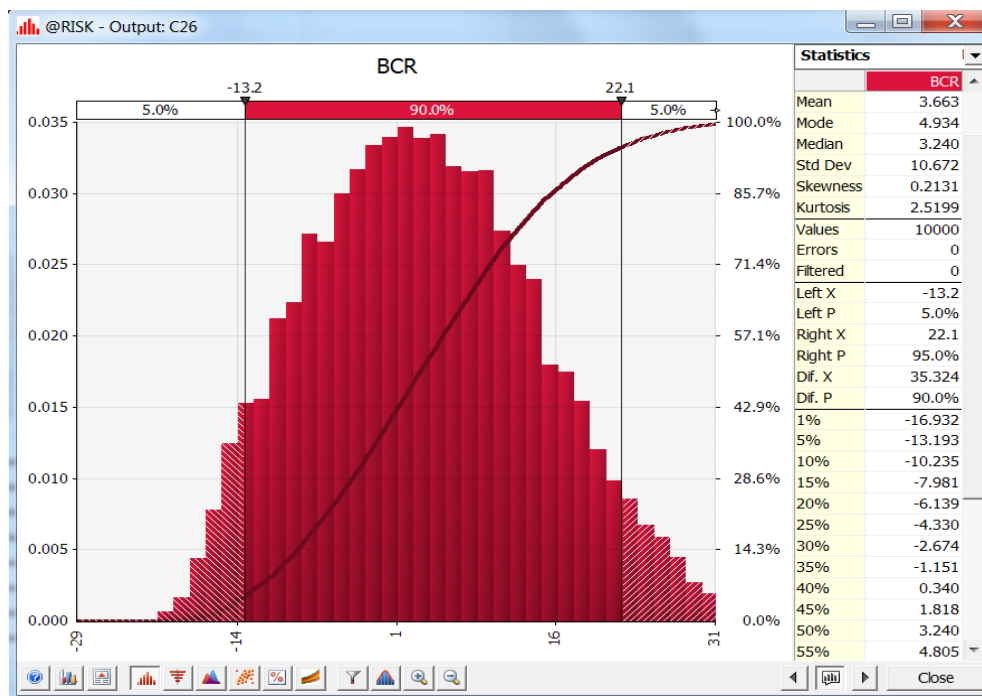 @RISK - Output: C26
BCR
-13.2 22.1
5.0% 90.0% 5.0%
0.035 100.0%
0.030 85.7%
0.025 71.4%
0.020 57.1%
0.015 42.9%
0.010 28.6%
0.005 14.3%
0.000 0.0%
-29 -14 1 16 31
Statistics
BCR
Mean 3.663
Mode 4.934
Median 3.240
Std Dev 10.672
Skewness 0.2131
Kurtosis 2.5199
Values 10000
Errors 0
Filtered 0
Left X -13.2
Left P 5.0%
Right X 22.1
Right P 95.0%
Dif. X 35.324
Dif. P 90.0%
1% -16.932
5% -13.193
10% -10.235
15% -7.981
20% -6.139
25% -4.330
30% -2.674
35% -1.151
40% 0.340
45% 1.818
50% 3.240
55% 4.805
Close